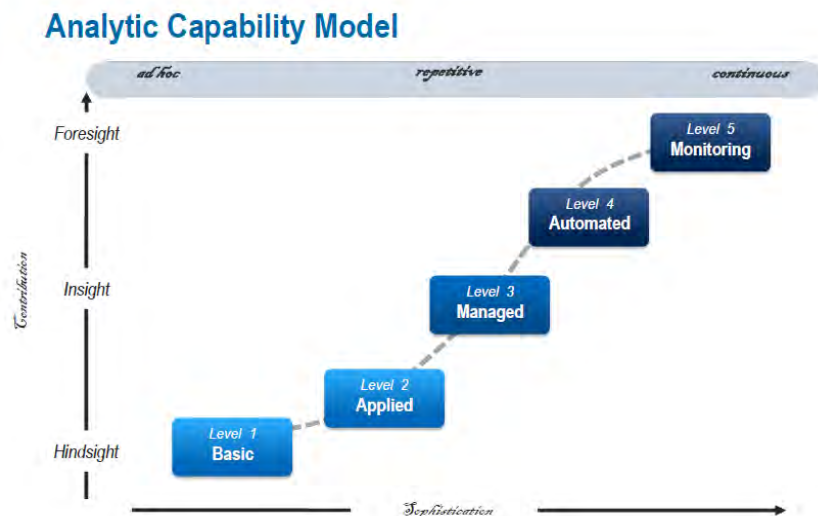 Analytic Capability Model
ad hoc repetitive continuous
Foresight
Level 5
Monitoring
Level 4
Automated
Contribution
Insight
Level 3
Managed
Level 2
Applied
Level 1
Basic
Hindsight
Sophistication